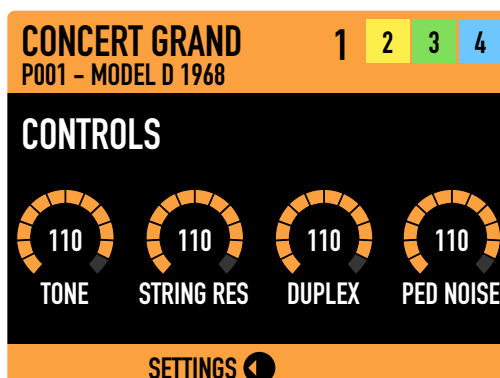 CONCERT GRAND 1 2 3 4
P001 - MODEL D 1968
CONTROLS
110 110 110 110
TONE STRING RES DUPLEX PED NOISE
SETTINGS